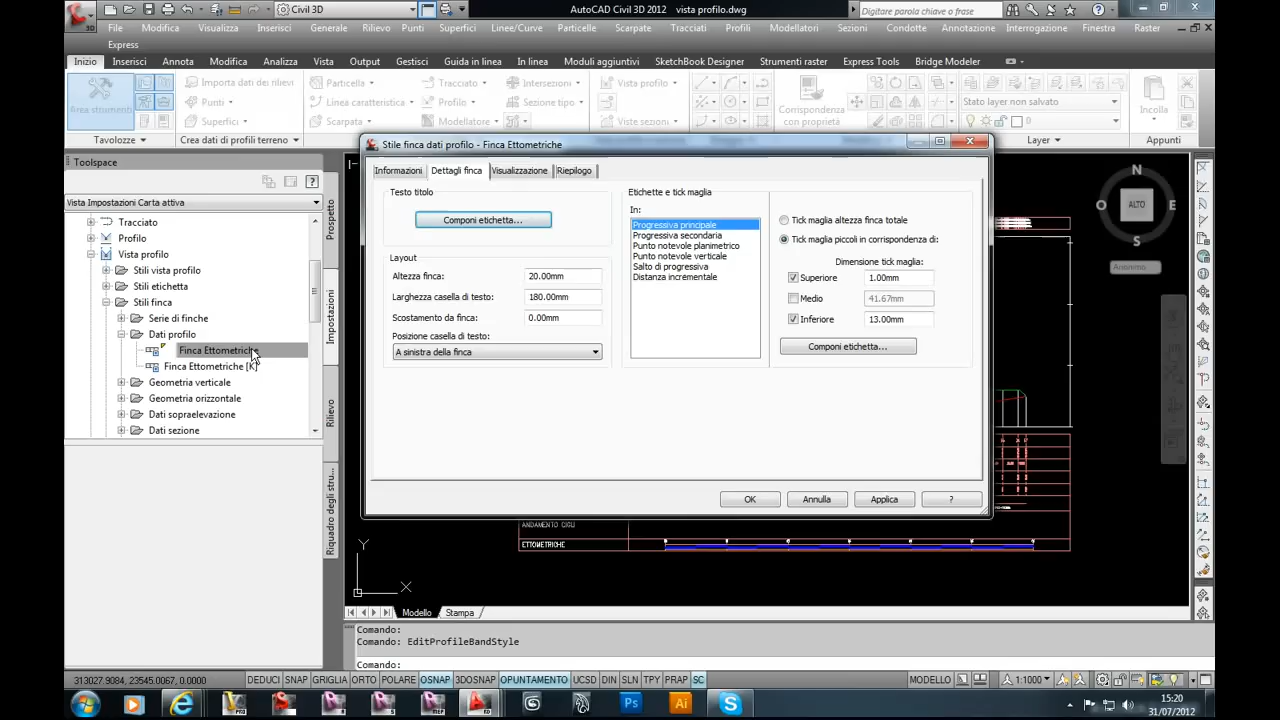 Civil 3D
AutoCAD Civil 3D 2012 vista profilo.dwg
Digitare parola chiave o frase
3D
File Modifica Visualizza Inserisci Generale Rilievo Punti Superfici Linee/Curve Particelle Scarpate Tracciati Profili Modellatori Sezioni Condotte Annotazione Interrogazione Finestra Raster
Express
Inizio Inserisci Annota Modifica Analizza Vista Output Gestisci Guida in linea In linea Moduli aggiuntivi SketchBook Designer Strumenti raster Express Tools Bridge Modeler
Area strumenti
Importa dati dei rilievi
Punti
Superfici
Particella
Linea caratteristica
Scarpata
Tracciato
Profilo
Modellatore
Intersezioni
Sezione tipo
Vista profilo
Vista sezioni
Corrispondenza con proprietà
Stato layer non salvato
0
Incolla
Tavolozze
Crea dati di profili terreno
Layer
Appunti
Toolspace
Vista Impostazioni Carta attiva
Tracciato
Profilo
Vista profilo
Stili vista profilo
Stili etichetta
Stili finca
Serie di finche
Dati profilo
Finca Ettometriche
Finca Ettometriche [K]
Geometria verticale
Geometria orizzontale
Dati sopraelevazione
Dati sezione
Prospetto
Impostazioni
Rilievo
Riquadro degli stru...
Stile finca dati profilo - Finca Ettometriche
Informazioni Dettagli finca Visualizzazione Riepilogo
Testo titolo
Componi etichetta...
Layout
Altezza finca: 20.00mm
Larghezza casella di testo: 180.00mm
Scostamento da finca: 0.00mm
Posizione casella di testo:
A sinistra della finca
Etichette e tick maglia
In:
Progressiva principale
Progressiva secondaria
Punto notevole planimetrico
Punto notevole verticale
Salto di progressiva
Distanza incrementale
Tick maglia altezza finca totale
Tick maglia piccoli in corrispondenza di:
Dimensione tick maglia:
Superiore 1.00mm
Medio 41.67mm
Inferiore 13.00mm
Componi etichetta...
OK Annulla Applica ?
N
O ALTO E
S
Anonimo
ANDAMENTO CIGLI
ETTOMETRICHE
Y
X
Modello Stampa
Comando:
Comando: EditProfileBandStyle
Comando:
313027.9084, 23545.0067, 0.0000
DEDUCI SNAP GRIGLIA ORTO POLARE OSNAP 3DOSNAP OPUNTAMENTO UCSD DIN SLN TPY PRAP SC
MODELLO
1:1000
Ps
Ai
15:20
31/07/2012